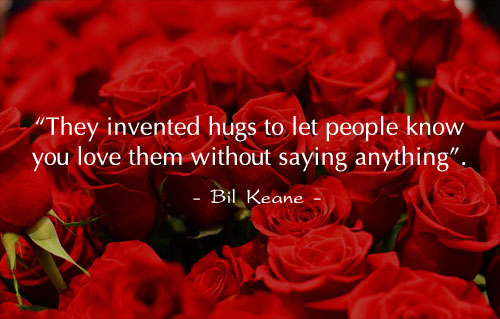 “They invented hugs to let people know
you love them without saying anything”.
- Bil Keane -